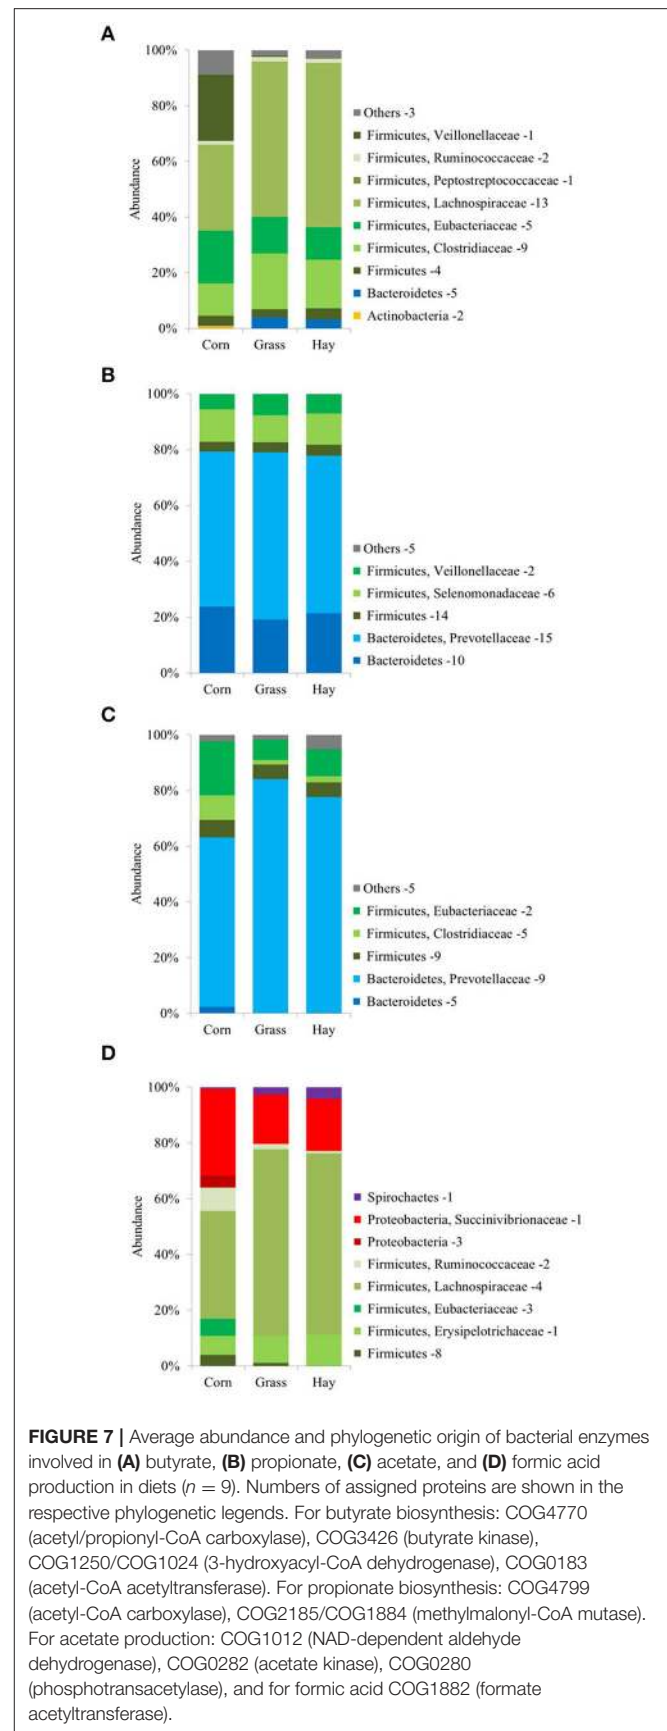 A
100%
80%
60%
40%
20%
0%
Abundance
Corn Grass Hay
Others -3
Firmicutes, Veillonellaceae -1
Firmicutes, Ruminococcaceae -2
Firmicutes, Peptostreptococcaceae -1
Firmicutes, Lachnospiraceae -13
Firmicutes, Eubacteriaceae -5
Firmicutes, Clostridiaceae -9
Firmicutes -4
Bacteroidetes -5
Actinobacteria -2
B
100%
80%
60%
40%
20%
0%
Abundance
Corn Grass Hay
Others -5
Firmicutes, Veillonellaceae -2
Firmicutes, Selenomonadaceae -6
Firmicutes -14
Bacteroidetes, Prevotellaceae -15
Bacteroidetes -10
C
100%
80%
60%
40%
20%
0%
Abundance
Corn Grass Hay
Others -5
Firmicutes, Eubacteriaceae -2
Firmicutes, Clostridiaceae -5
Firmicutes -9
Bacteroidetes, Prevotellaceae -9
Bacteroidetes -5
D
100%
80%
60%
40%
20%
0%
Abundance
Corn Grass Hay
Spirochaetes -1
Proteobacteria, Succinivibrionaceae -1
Proteobacteria -3
Firmicutes, Ruminococcaceae -2
Firmicutes, Lachnospiraceae -4
Firmicutes, Eubacteriaceae -3
Firmicutes, Erysipelotrichaceae -1
Firmicutes -8
FIGURE 7 | Average abundance and phylogenetic origin of bacterial enzymes
involved in (A) butyrate, (B) propionate, (C) acetate, and (D) formic acid
production in diets (n = 9). Numbers of assigned proteins are shown in the
respective phylogenetic legends. For butyrate biosynthesis: COG4770
(acetyl/propionyl-CoA carboxylase), COG3426 (butyrate kinase),
COG1250/COG1024 (3-hydroxyacyl-CoA dehydrogenase), COG0183
(acetyl-CoA acetyltransferase). For propionate biosynthesis: COG4799
(acetyl-CoA carboxylase), COG2185/COG1884 (methylmalonyl-CoA mutase).
For acetate production: COG1012 (NAD-dependent aldehyde
dehydrogenase), COG0282 (acetate kinase), COG0280
(phosphotransacetylase), and for formic acid COG1882 (formate
acetyltransferase).